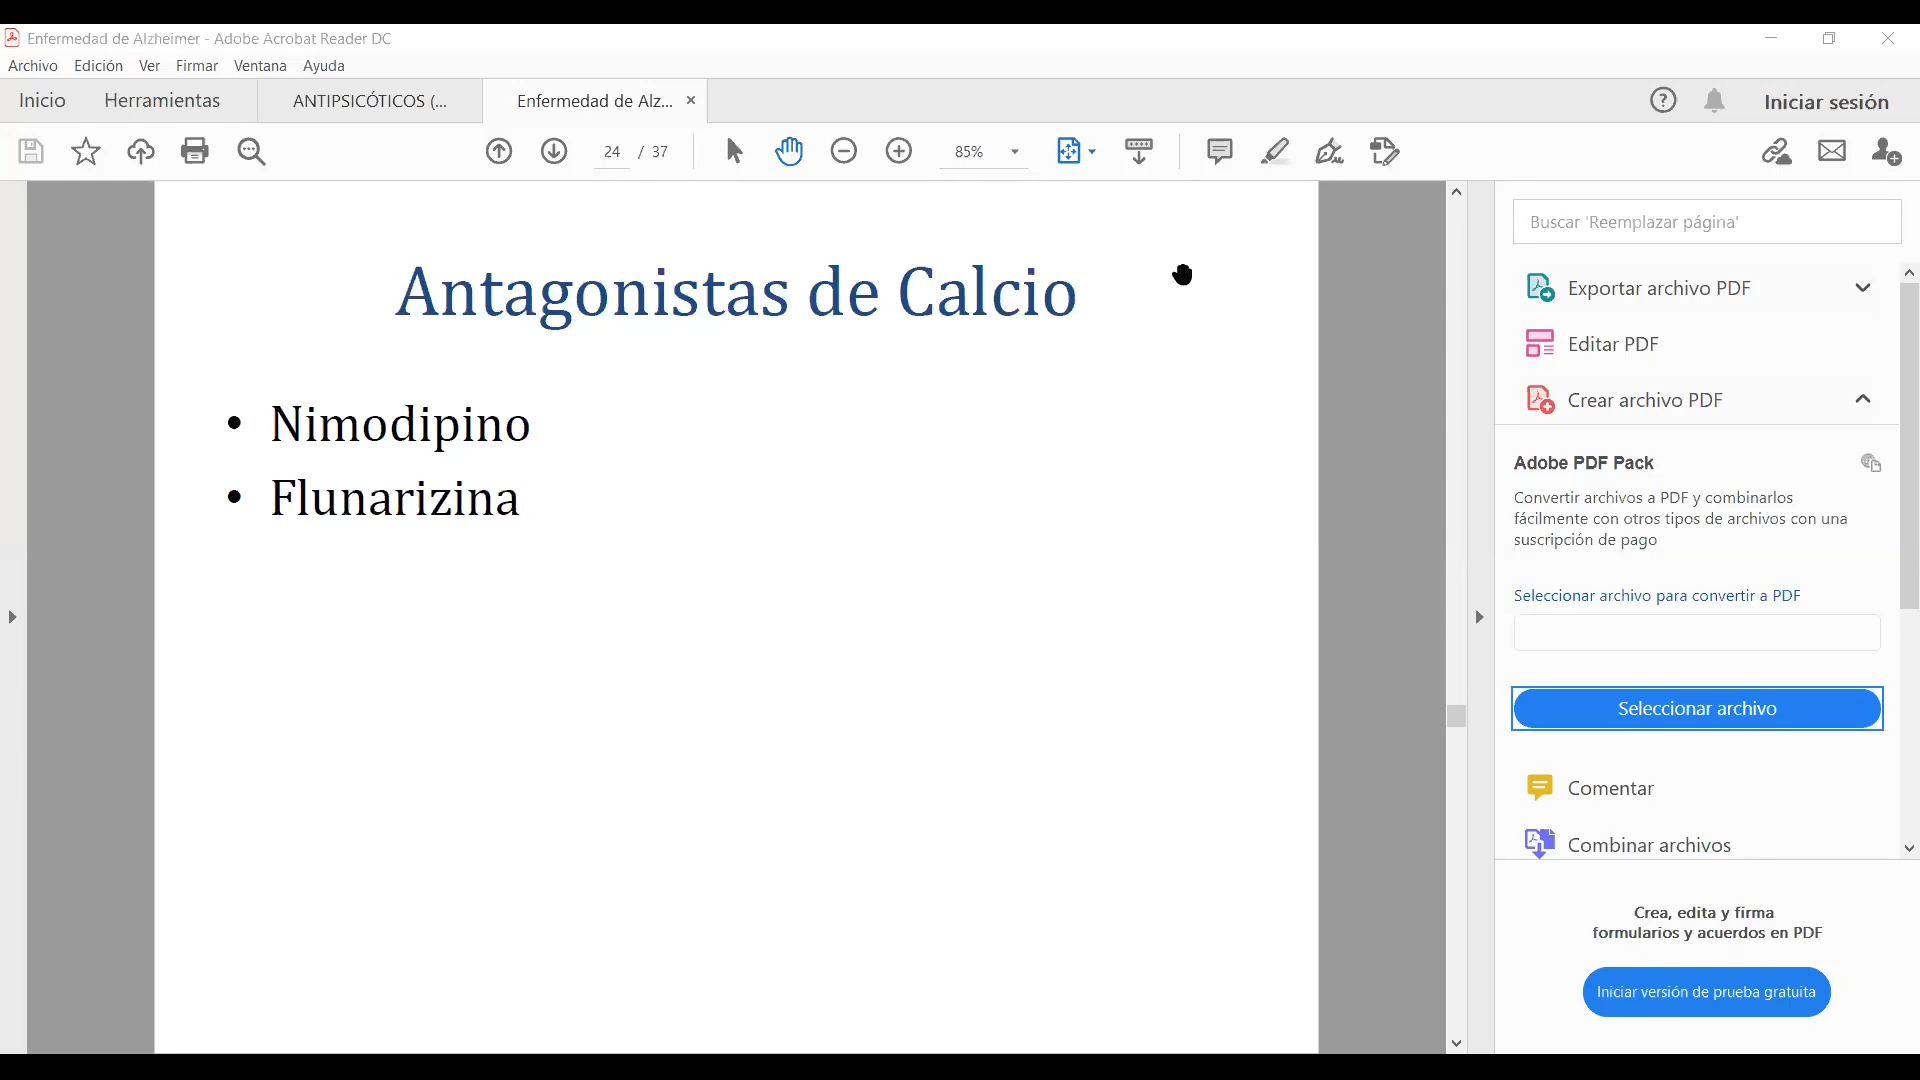 Enfermedad de Alzheimer - Adobe Acrobat Reader DC
Archivo Edición Ver Firmar Ventana Ayuda
Inicio Herramientas ANTIPSICÓTICOS (... Enfermedad de Alz... × Iniciar sesión
24 / 37 85%
Antagonistas de Calcio
• Nimodipino
• Flunarizina
Buscar 'Reemplazar página'
Exportar archivo PDF
Editar PDF
Crear archivo PDF
Adobe PDF Pack
Convertir archivos a PDF y combinarlos
fácilmente con otros tipos de archivos con una
suscripción de pago
Seleccionar archivo para convertir a PDF
Seleccionar archivo
Comentar
Combinar archivos
Crea, edita y firma
formularios y acuerdos en PDF
Iniciar versión de prueba gratuita